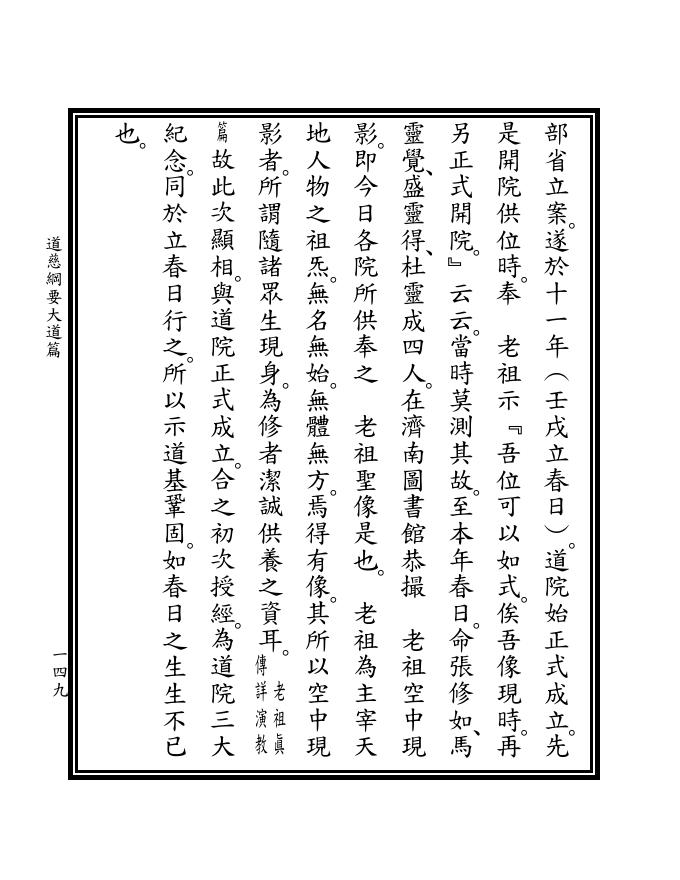 部省立案。遂於十一年（壬戌立春日）。道院始正式成立。先
是開院供位時。奉　老祖示『吾位可以如式。俟吾像現時。再
另正式開院。』云云。當時莫測其故。至本年春日。命張修如、馬
靈覺、盛靈得、杜靈成四人。在濟南圖書館恭撮　老祖空中現
影。即今日各院所供奉之　老祖聖像是也。　老祖為主宰天
地人物之祖炁。無名無始。無體無方。焉得有像。其所以空中現
影者。所謂隨諸眾生現身。為修者潔誠供養之資耳。老祖真傳詳演教
篇故此次顯相。與道院正式成立。合之初次授經。為道院三大
紀念。同於立春日行之。所以示道基鞏固。如春日之生生不已
也。
道慈綱要大道篇
一四九